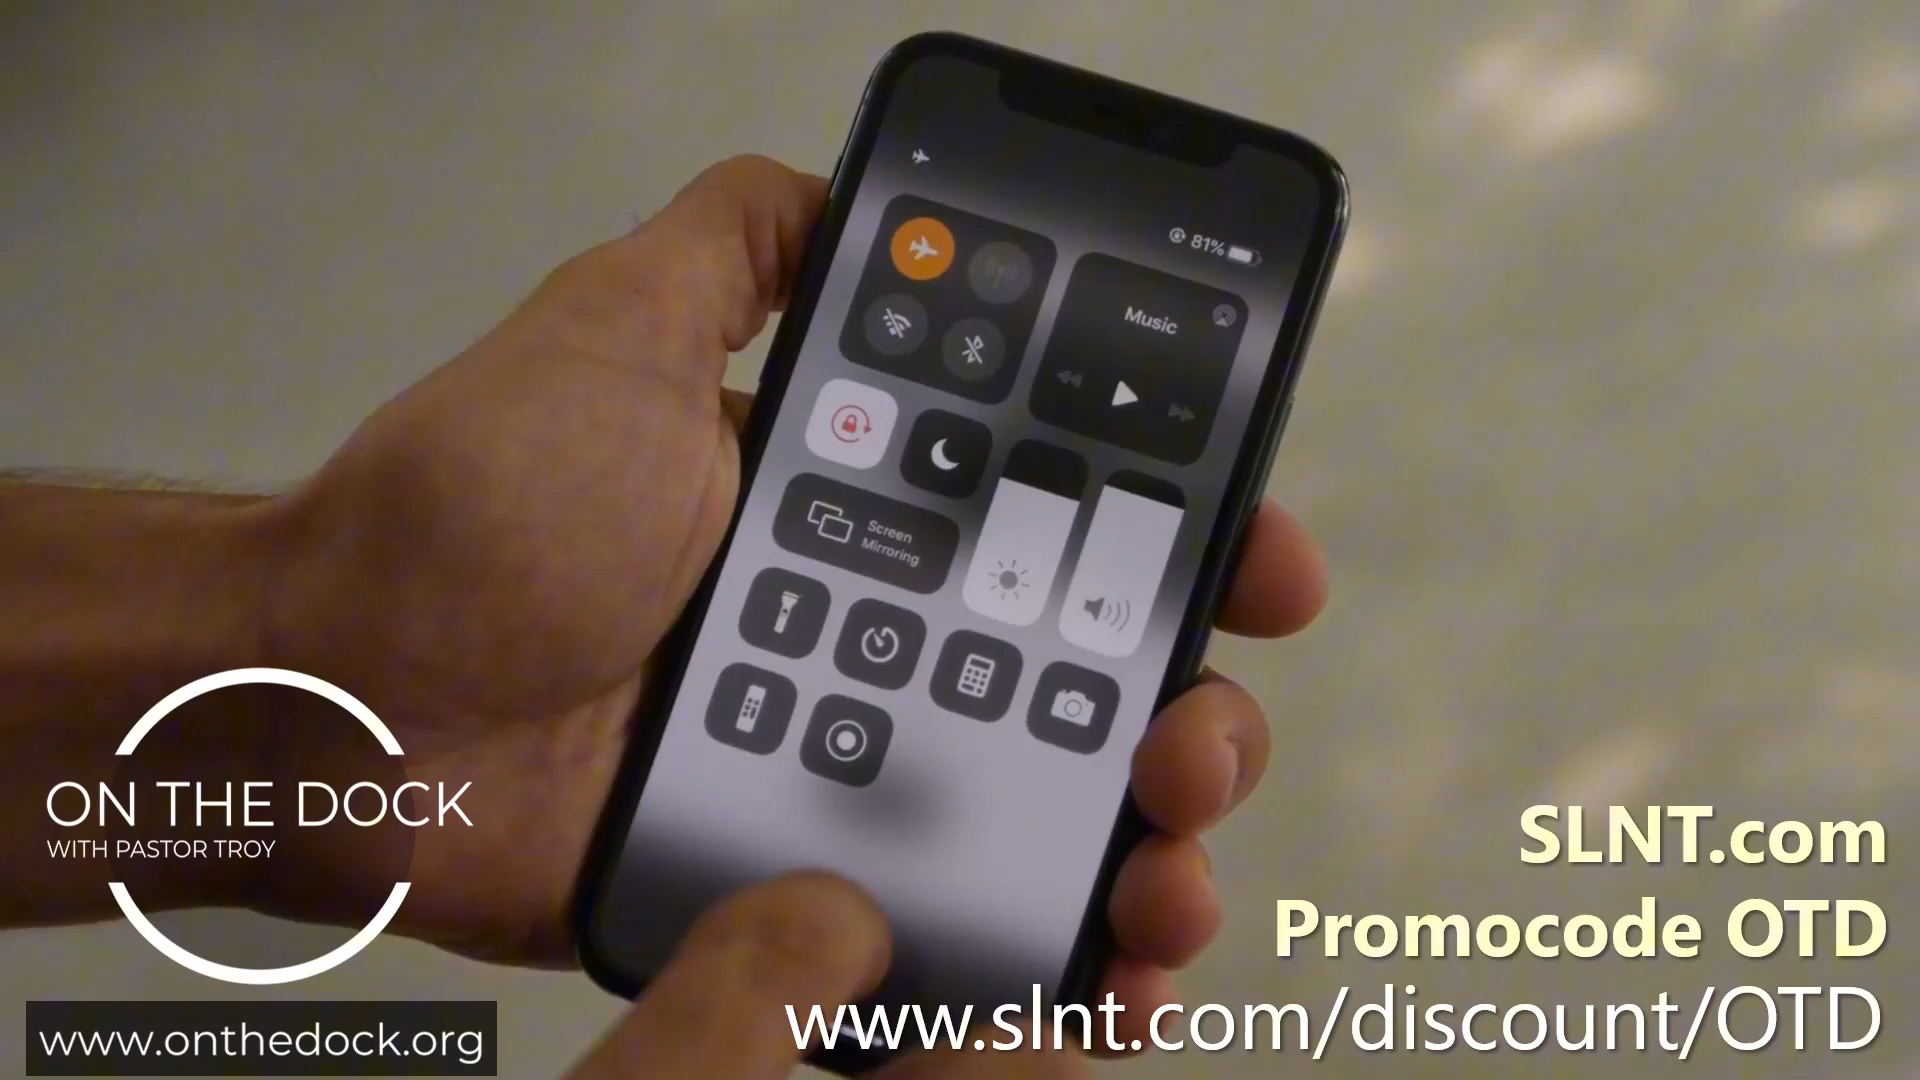 81%
Music
Screen
Mirroring
ON THE DOCK
WITH PASTOR TROY
www.onthedock.org
SLNT.com
Promocode OTD
www.slnt.com/discount/OTD